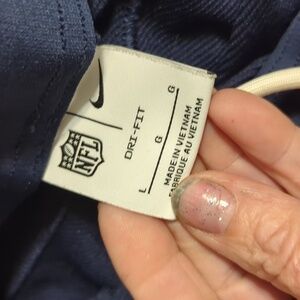 NFL
DRI-FIT
L
G
G
MADE IN VIETNAM
FABRIQUE AU VIETNAM